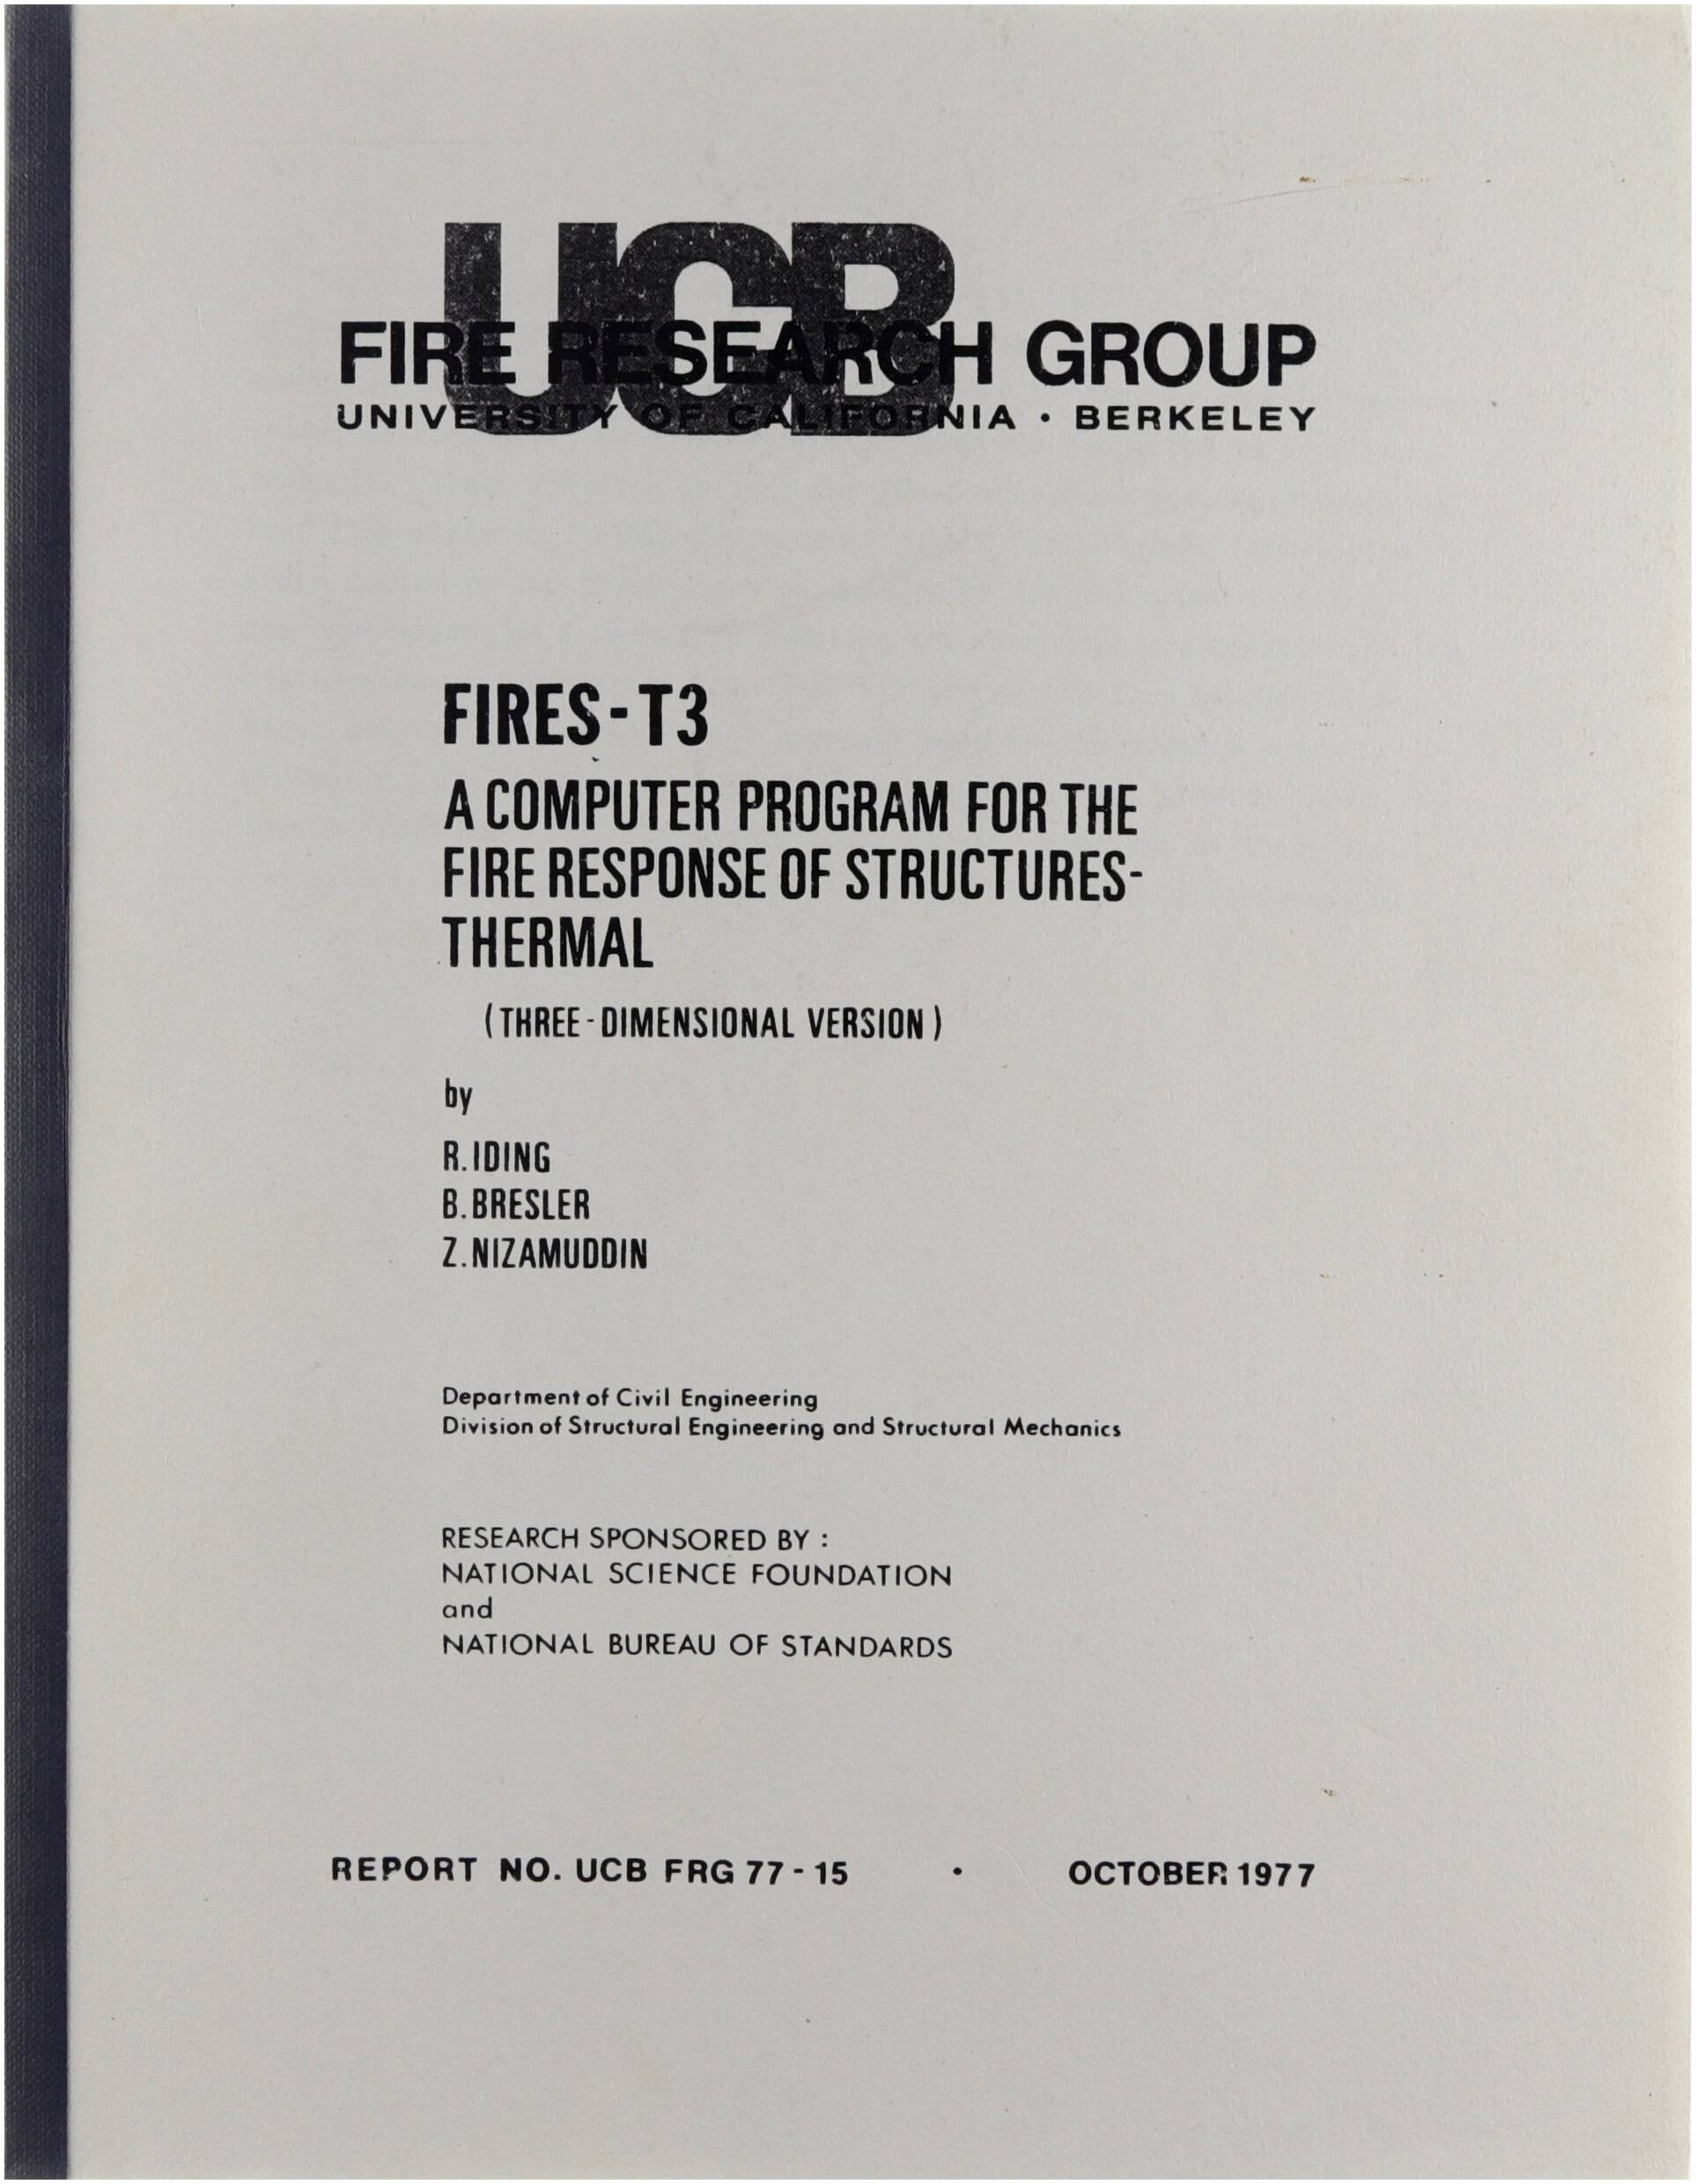 UCB
FIRE RESEARCH GROUP
UNIVERSITY OF CALIFORNIA • BERKELEY
FIRES-T3
A COMPUTER PROGRAM FOR THE
FIRE RESPONSE OF STRUCTURES-
THERMAL
(THREE-DIMENSIONAL VERSION)
by
R. IDING
B. BRESLER
Z. NIZAMUDDIN
Department of Civil Engineering
Division of Structural Engineering and Structural Mechanics
RESEARCH SPONSORED BY :
NATIONAL SCIENCE FOUNDATION
and
NATIONAL BUREAU OF STANDARDS
REPORT NO. UCB FRG 77-15 • OCTOBER 1977